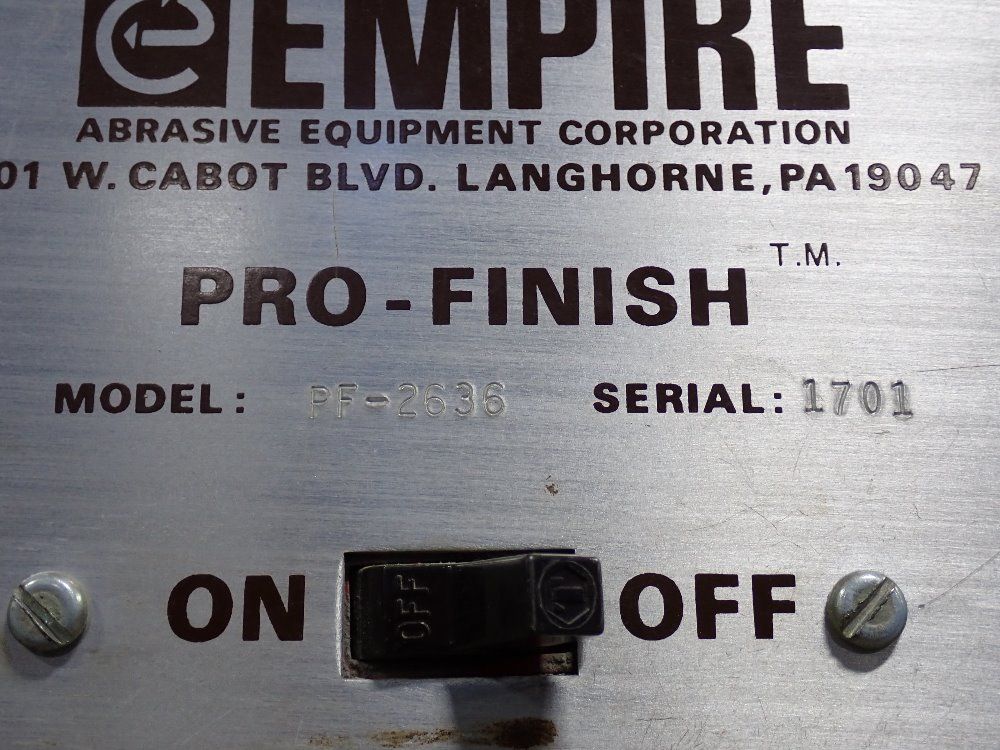 EMPIRE
ABRASIVE EQUIPMENT CORPORATION
01 W. CABOT BLVD. LANGHORNE, PA 19047
PRO-FINISH T.M.
MODEL: PF-2636 SERIAL: 1701
ON OFF OFF